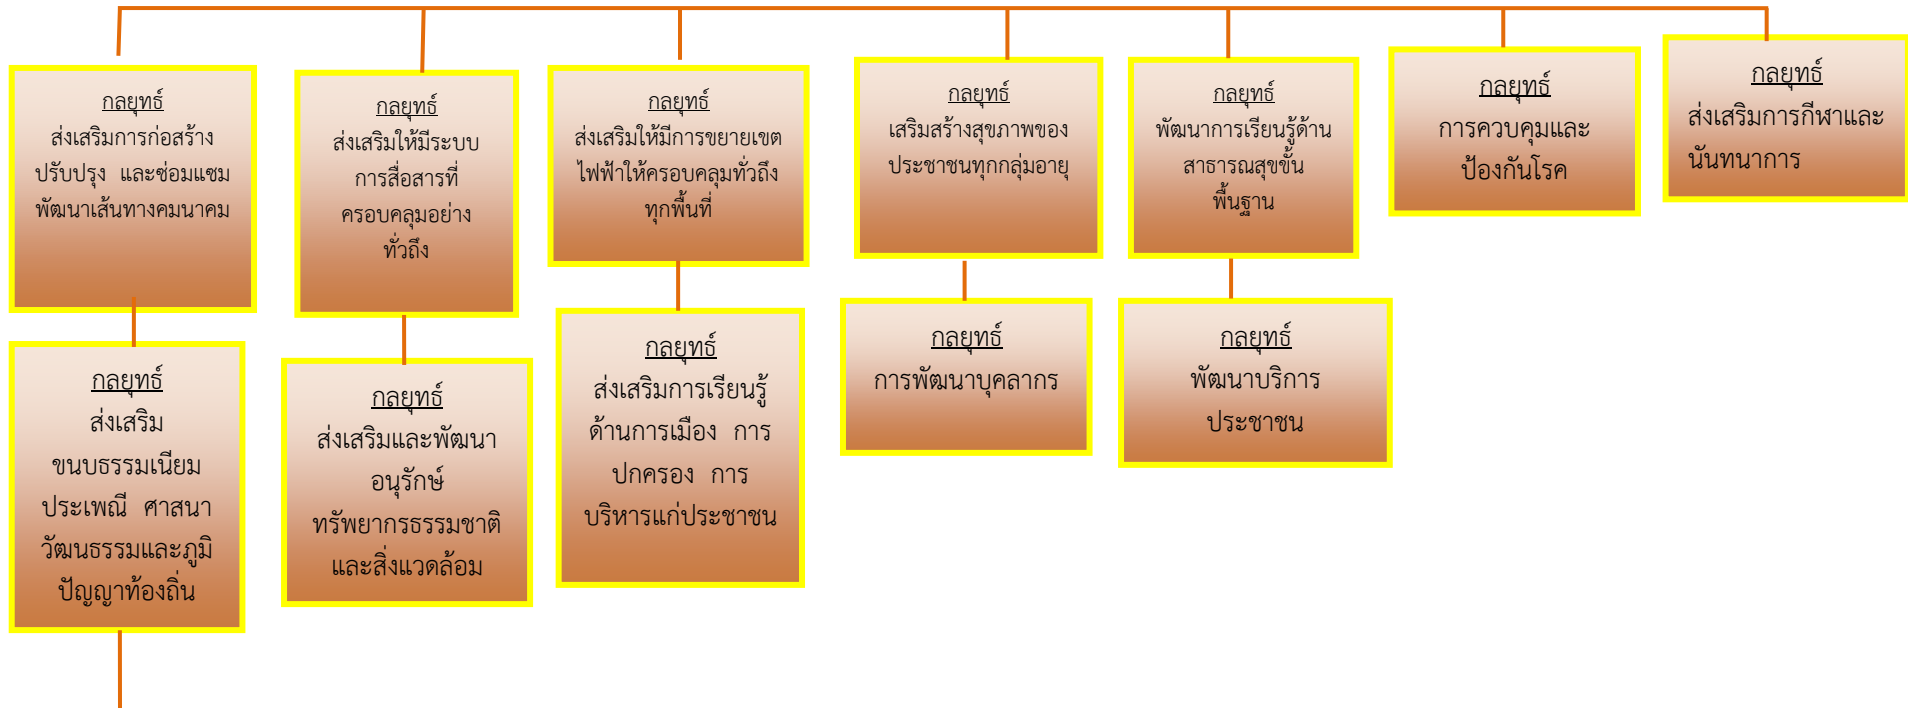 กลยุทธ์
ส่งเสริมการก่อสร้าง
ปรับปรุง และซ่อมแซม
พัฒนาเส้นทางคมนาคม
กลยุทธ์
ส่งเสริมให้มีระบบ
การสื่อสารที่
ครอบคลุมอย่าง
ทั่วถึง
กลยุทธ์
ส่งเสริมให้มีการขยายเขต
ไฟฟ้าให้ครอบคลุมทั่วถึง
ทุกพื้นที่
กลยุทธ์
เสริมสร้างสุขภาพของ
ประชาชนทุกกลุ่มอายุ
กลยุทธ์
พัฒนาการเรียนรู้ด้าน
สาธารณสุขขั้น
พื้นฐาน
กลยุทธ์
การควบคุมและ
ป้องกันโรค
กลยุทธ์
ส่งเสริมการกีฬาและ
นันทนาการ
กลยุทธ์
ส่งเสริม
ขนบธรรมเนียม
ประเพณี ศาสนา
วัฒนธรรมและภูมิ
ปัญญาท้องถิ่น
กลยุทธ์
ส่งเสริมและพัฒนา
อนุรักษ์
ทรัพยากรธรรมชาติ
และสิ่งแวดล้อม
กลยุทธ์
ส่งเสริมการเรียนรู้
ด้านการเมือง การ
ปกครอง การ
บริหารแก่ประชาชน
กลยุทธ์
การพัฒนาบุคลากร
กลยุทธ์
พัฒนาบริการ
ประชาชน